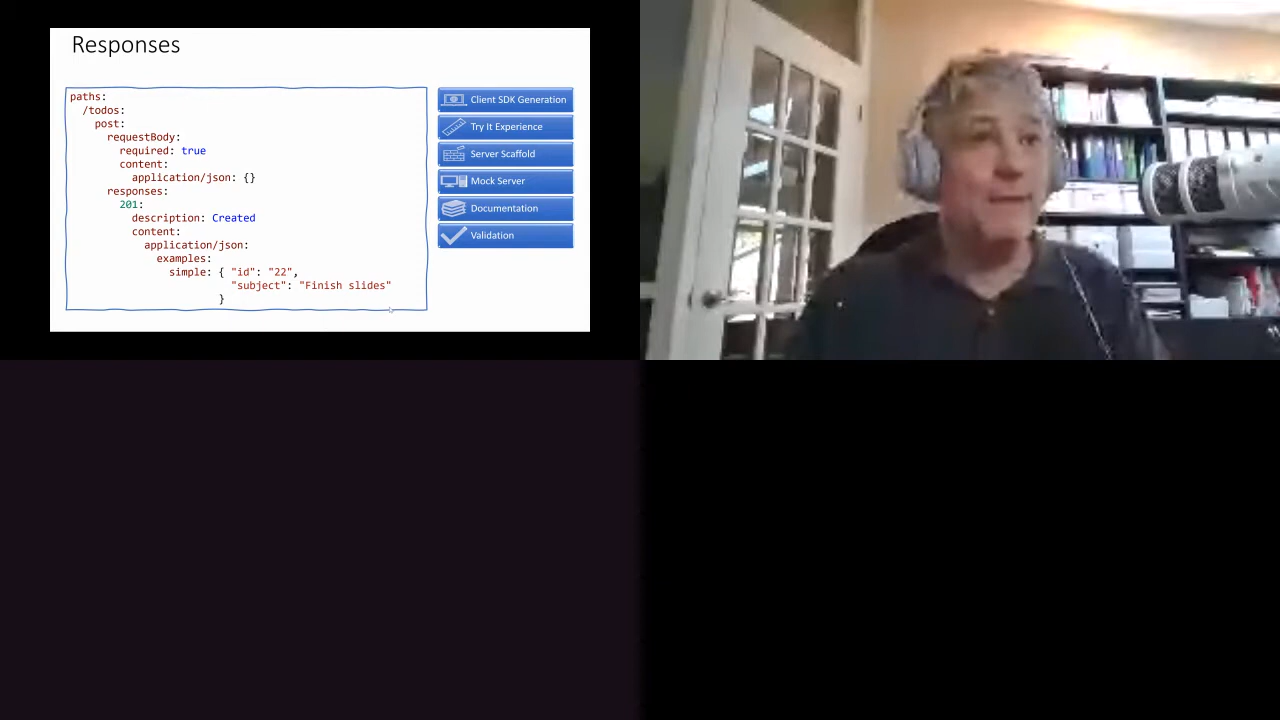 Responses
paths:
/todos:
post:
requestBody:
required: true
content:
application/json: {}
responses:
201:
description: Created
content:
application/json:
examples:
simple: { "id": "22",
"subject": "Finish slides"
}
Client SDK Generation
Try It Experience
Server Scaffold
Mock Server
Documentation
Validation